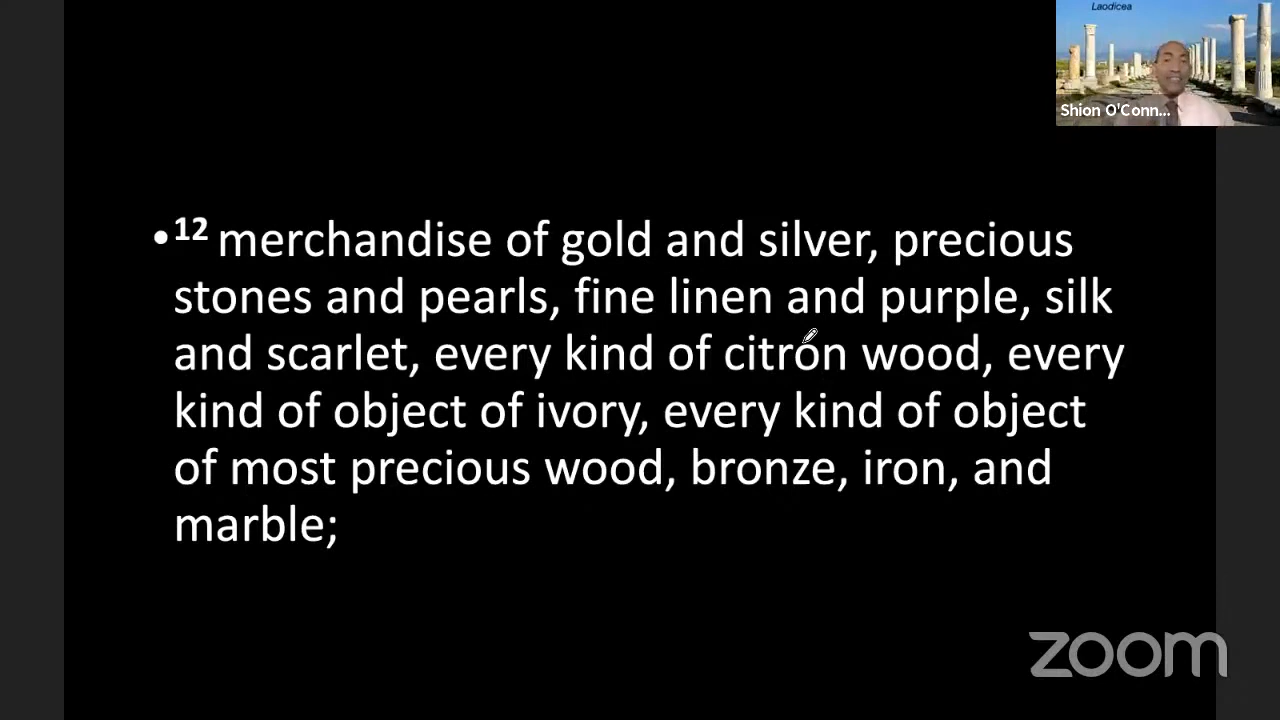 Laodicea
Shion O'Conn...
•12 merchandise of gold and silver, precious
stones and pearls, fine linen and purple, silk
and scarlet, every kind of citron wood, every
kind of object of ivory, every kind of object
of most precious wood, bronze, iron, and
marble;
zoom